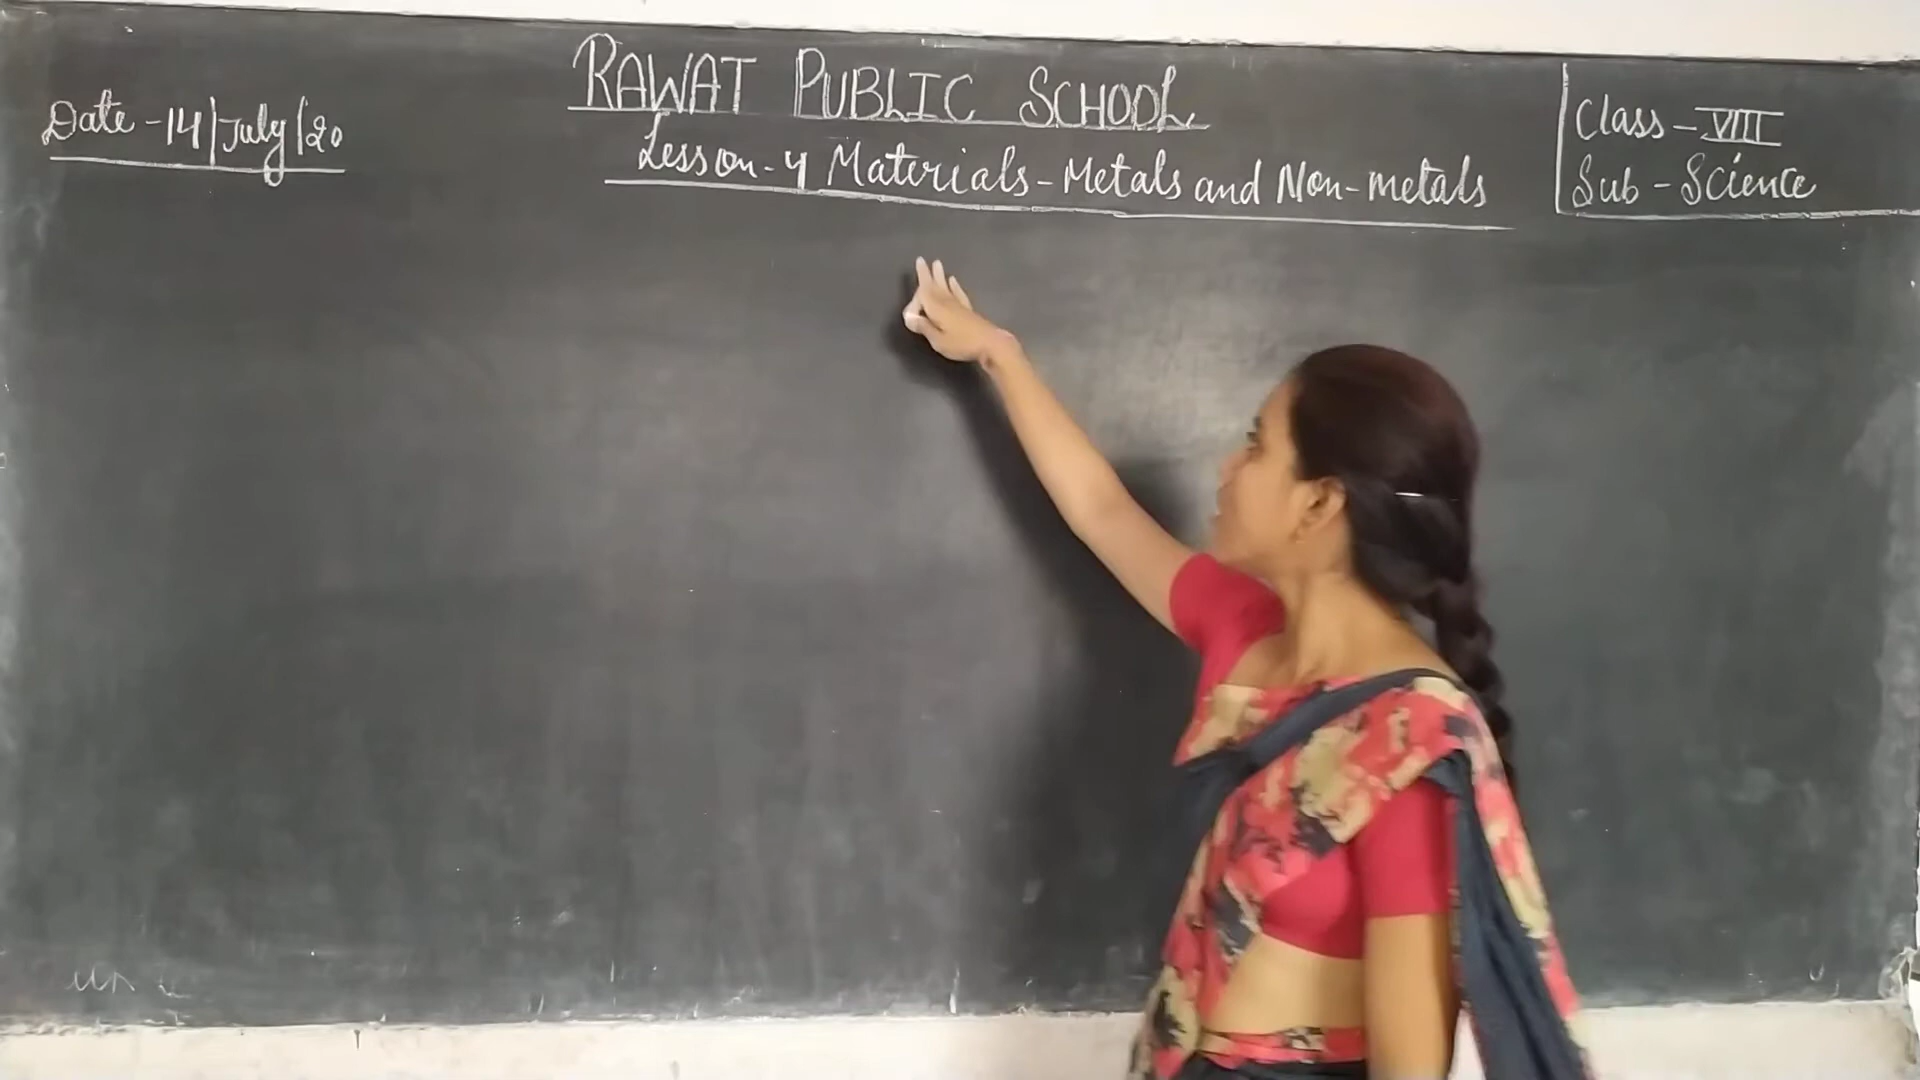 RAWAT PUBLIC SCHOOL
Date - 14/July/20
Lesson-4 Materials-Metals and Non-metals
Class - VIII
Sub - Science